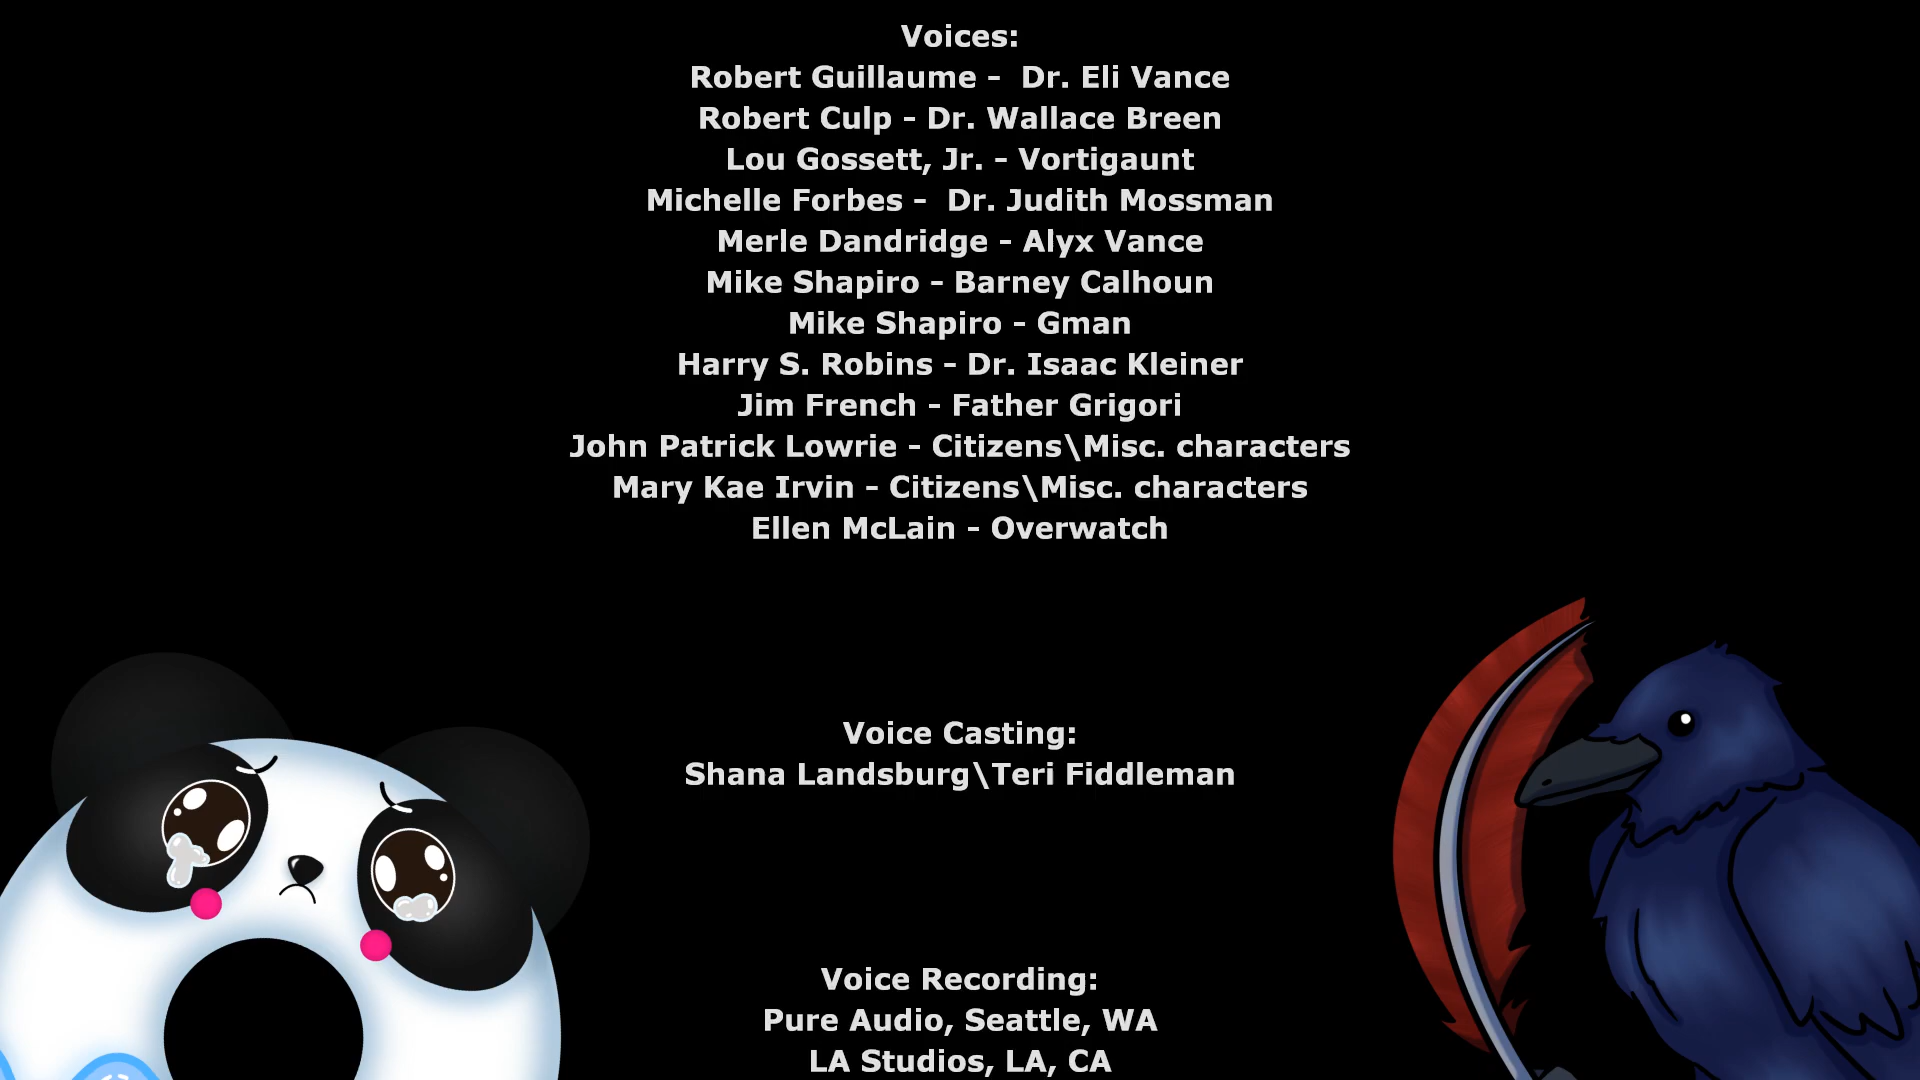 Voices:
Robert Guillaume -  Dr. Eli Vance
Robert Culp - Dr. Wallace Breen
Lou Gossett, Jr. - Vortigaunt
Michelle Forbes -  Dr. Judith Mossman
Merle Dandridge - Alyx Vance
Mike Shapiro - Barney Calhoun
Mike Shapiro - Gman
Harry S. Robins - Dr. Isaac Kleiner
Jim French - Father Grigori
John Patrick Lowrie - Citizens\Misc. characters
Mary Kae Irvin - Citizens\Misc. characters
Ellen McLain - Overwatch
Voice Casting:
Shana Landsburg\Teri Fiddleman
Voice Recording:
Pure Audio, Seattle, WA
LA Studios, LA, CA